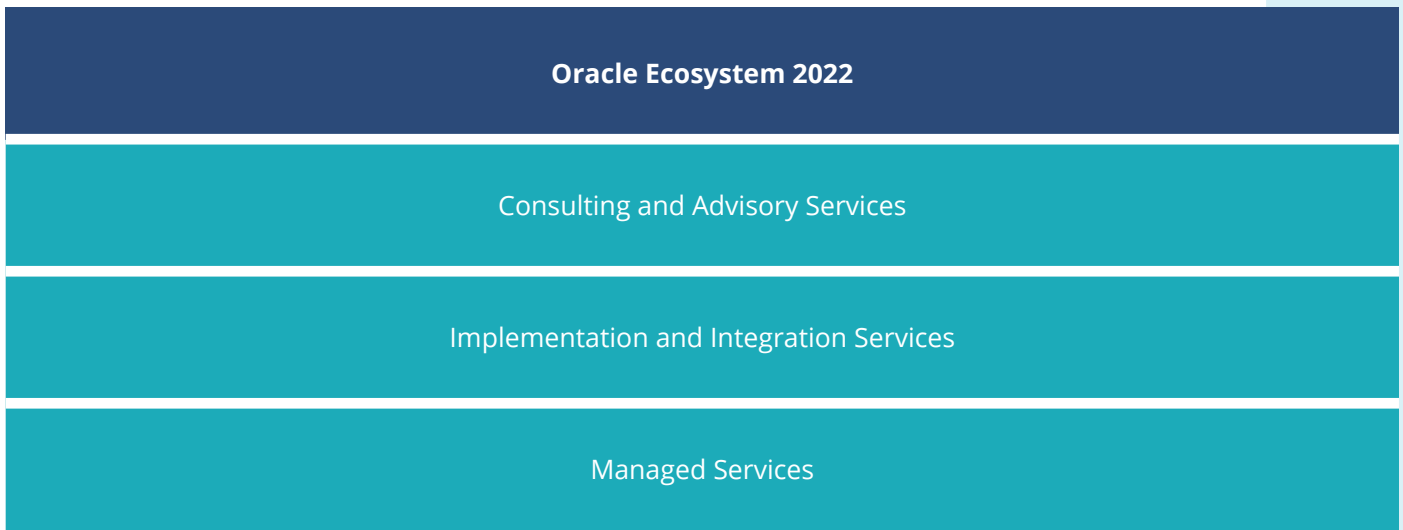 Oracle Ecosystem 2022
Consulting and Advisory Services
Implementation and Integration Services
Managed Services